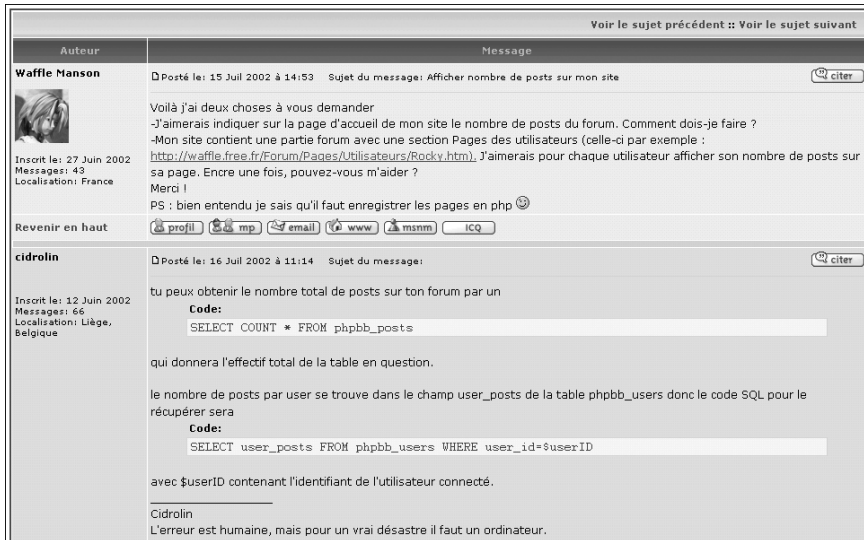 Voir le sujet précédent :: Voir le sujet suivant
Auteur
Message
Waffle Manson
Posté le: 15 Juil 2002 à 14:53 Sujet du message: Afficher nombre de posts sur mon site
citer
Inscrit le: 27 Juin 2002
Messages: 43
Localisation: France
Voilà j'ai deux choses à vous demander
-J'aimerais indiquer sur la page d'accueil de mon site le nombre de posts du forum. Comment dois-je faire ?
-Mon site contient une partie forum avec une section Pages des utilisateurs (celle-ci par exemple :
http://waffle.free.fr/Forum/Pages/Utilisateurs/Rocky.htm). J'aimerais pour chaque utilisateur afficher son nombre de posts sur
sa page. Encre une fois, pouvez-vous m'aider ?
Merci !
PS : bien entendu je sais qu'il faut enregistrer les pages en php
Revenir en haut
profil mp email www msnm ICQ
cidrolin
Posté le: 16 Juil 2002 à 11:14 Sujet du message:
citer
Inscrit le: 12 Juin 2002
Messages: 66
Localisation: Liège,
Belgique
tu peux obtenir le nombre total de posts sur ton forum par un
Code:
SELECT COUNT * FROM phpbb_posts
qui donnera l'effectif total de la table en question.
le nombre de posts par user se trouve dans le champ user_posts de la table phpbb_users donc le code SQL pour le
récupérer sera
Code:
SELECT user_posts FROM phpbb_users WHERE user_id=$userID
avec $userID contenant l'identifiant de l'utilisateur connecté.
Cidrolin
L'erreur est humaine, mais pour un vrai désastre il faut un ordinateur.